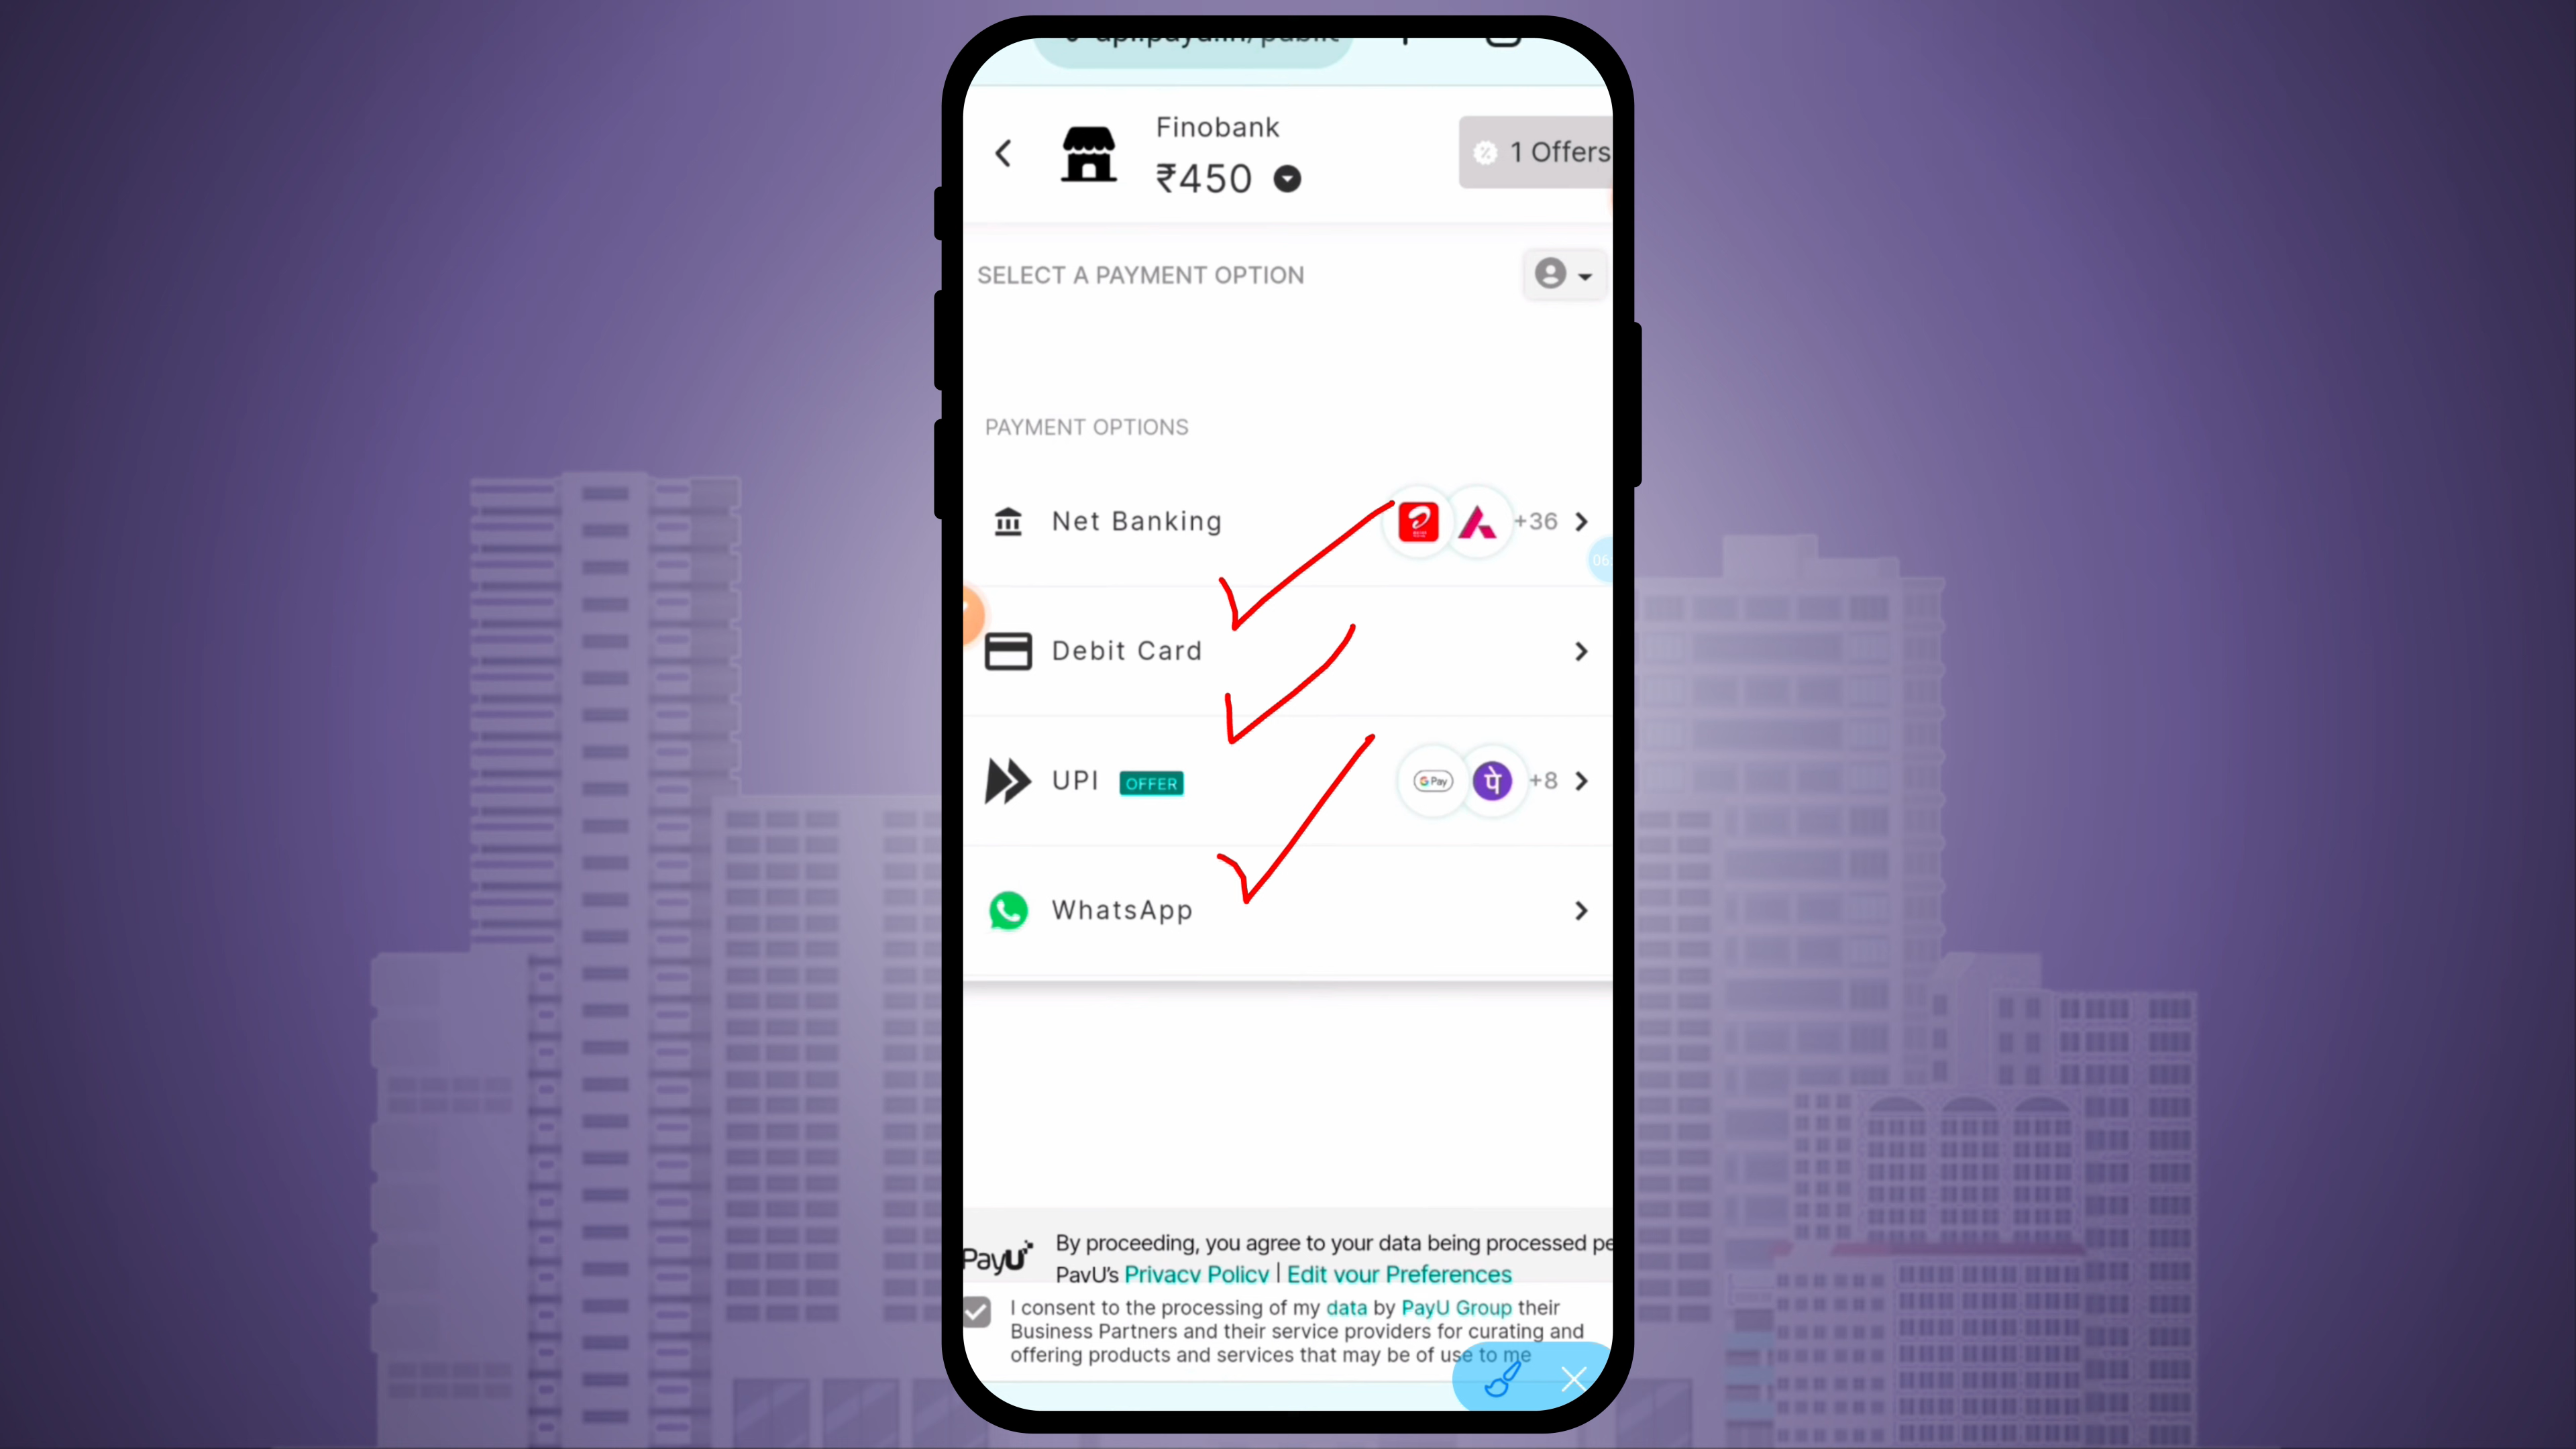 Finobank
₹450
1 Offers
SELECT A PAYMENT OPTION
PAYMENT OPTIONS
Net Banking
+36
Debit Card
UPI OFFER
G Pay पे +8
WhatsApp
PayU
By proceeding, you agree to your data being processed
PayU's Privacy Policy | Edit your Preferences
I consent to the processing of my data by PayU Group their
Business Partners and their service providers for curating and
offering products and services that may be of use to me